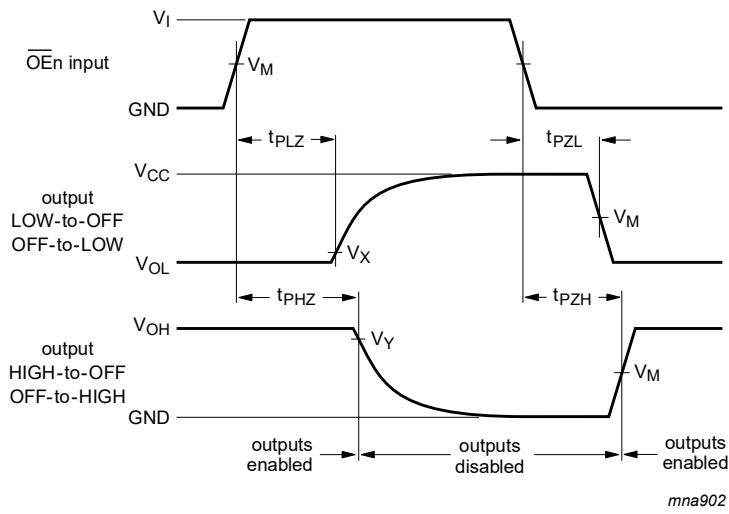 V_I
OEn input
V_M
GND
t_PLZ
t_PZL
V_CC
output
LOW-to-OFF
OFF-to-LOW
V_M
V_X
V_OL
t_PHZ
t_PZH
V_OH
V_Y
output
HIGH-to-OFF
OFF-to-HIGH
V_M
GND
outputs
enabled
outputs
disabled
outputs
enabled
mna902